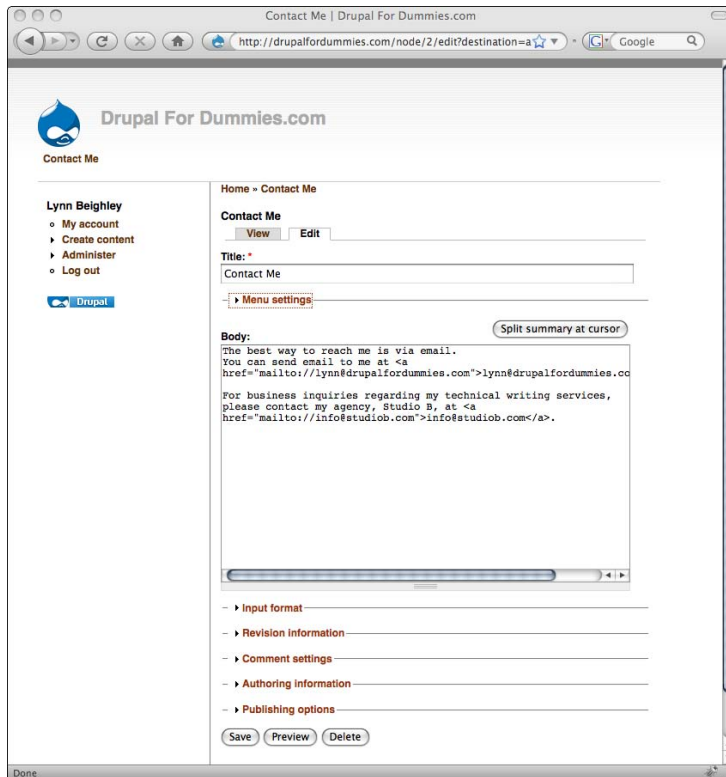 Contact Me | Drupal For Dummies.com
http://drupalfordummies.com/node/2/edit?destination=a
Google
Drupal For Dummies.com
Contact Me
Lynn Beighley
My account
Create content
Administer
Log out
Drupal
Home » Contact Me
Contact Me
View Edit
Title: *
Contact Me
Menu settings
Split summary at cursor
Body:
The best way to reach me is via email.
You can send email to me at <a
href="mailto://lynn@drupalfordummies.com">lynn@drupalfordummies.co
For business inquiries regarding my technical writing services,
please contact my agency, Studio B, at <a
href="mailto://info@studiob.com">info@studiob.com</a>.
Input format
Revision information
Comment settings
Authoring information
Publishing options
Save Preview Delete
Done